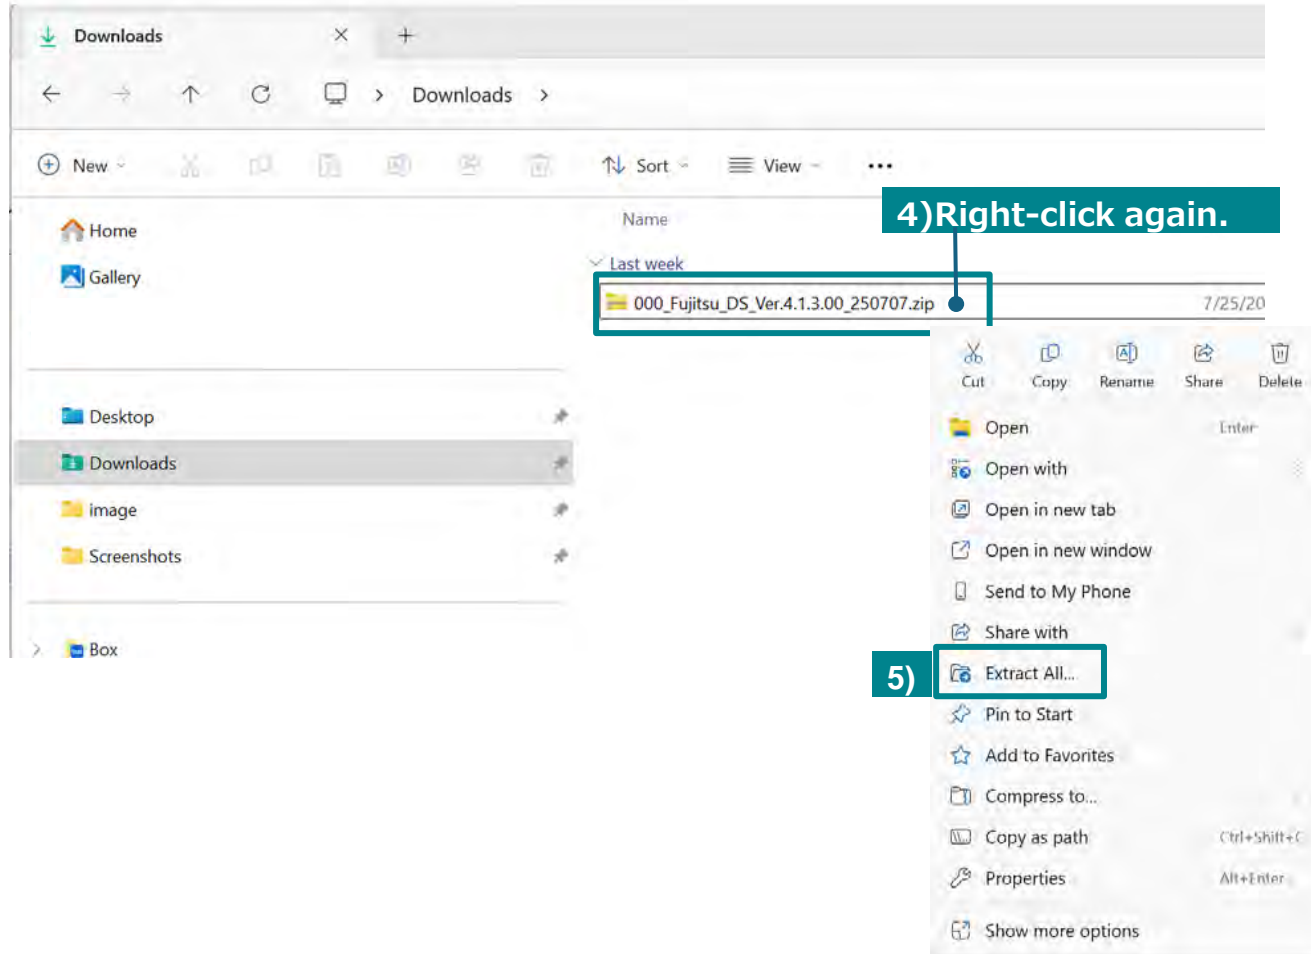 Downloads
Downloads
New
Sort
View
4)Right-click again.
Home
Gallery
Name
Last week
000_Fujitsu_DS_Ver.4.1.3.00_250707.zip
7/25/20
Cut
Copy
Rename
Share
Delete
Desktop
Downloads
image
Screenshots
Box
Open
Enter
Open with
Open in new tab
Open in new window
Send to My Phone
Share with
5)
Extract All...
Pin to Start
Add to Favorites
Compress to...
Copy as path
Ctrl+Shift+C
Properties
Alt+Enter
Show more options